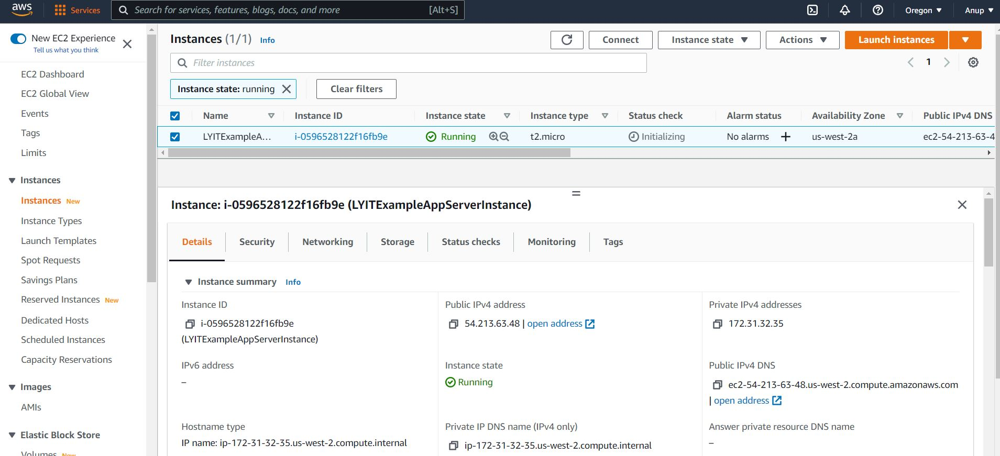 aws
Services
Search for services, features, blogs, docs, and more
[Alt+S]
Oregon
Anup
New EC2 Experience
Tell us what you think
EC2 Dashboard
EC2 Global View
Events
Tags
Limits
Instances
Instances New
Instance Types
Launch Templates
Spot Requests
Savings Plans
Reserved Instances New
Dedicated Hosts
Scheduled Instances
Capacity Reservations
Images
AMIs
Elastic Block Store
Volumes New
Instances (1/1) Info
Connect
Instance state
Actions
Launch instances
Filter instances
1
Instance state: running
Clear filters
Name Instance ID Instance state Instance type Status check Alarm status Availability Zone Public IPv4 DNS
LYITExampleA... i-0596528122f16fb9e Running t2.micro Initializing No alarms + us-west-2a ec2-54-213-63-4
Instance: i-0596528122f16fb9e (LYITExampleAppServerInstance)
Details Security Networking Storage Status checks Monitoring Tags
Instance summary Info
Instance ID
i-0596528122f16fb9e
(LYITExampleAppServerInstance)
Public IPv4 address
54.213.63.48 | open address
Private IPv4 addresses
172.31.32.35
IPv6 address
–
Instance state
Running
Public IPv4 DNS
ec2-54-213-63-48.us-west-2.compute.amazonaws.com
| open address
Hostname type
IP name: ip-172-31-32-35.us-west-2.compute.internal
Private IP DNS name (IPv4 only)
ip-172-31-32-35.us-west-2.compute.internal
Answer private resource DNS name
–